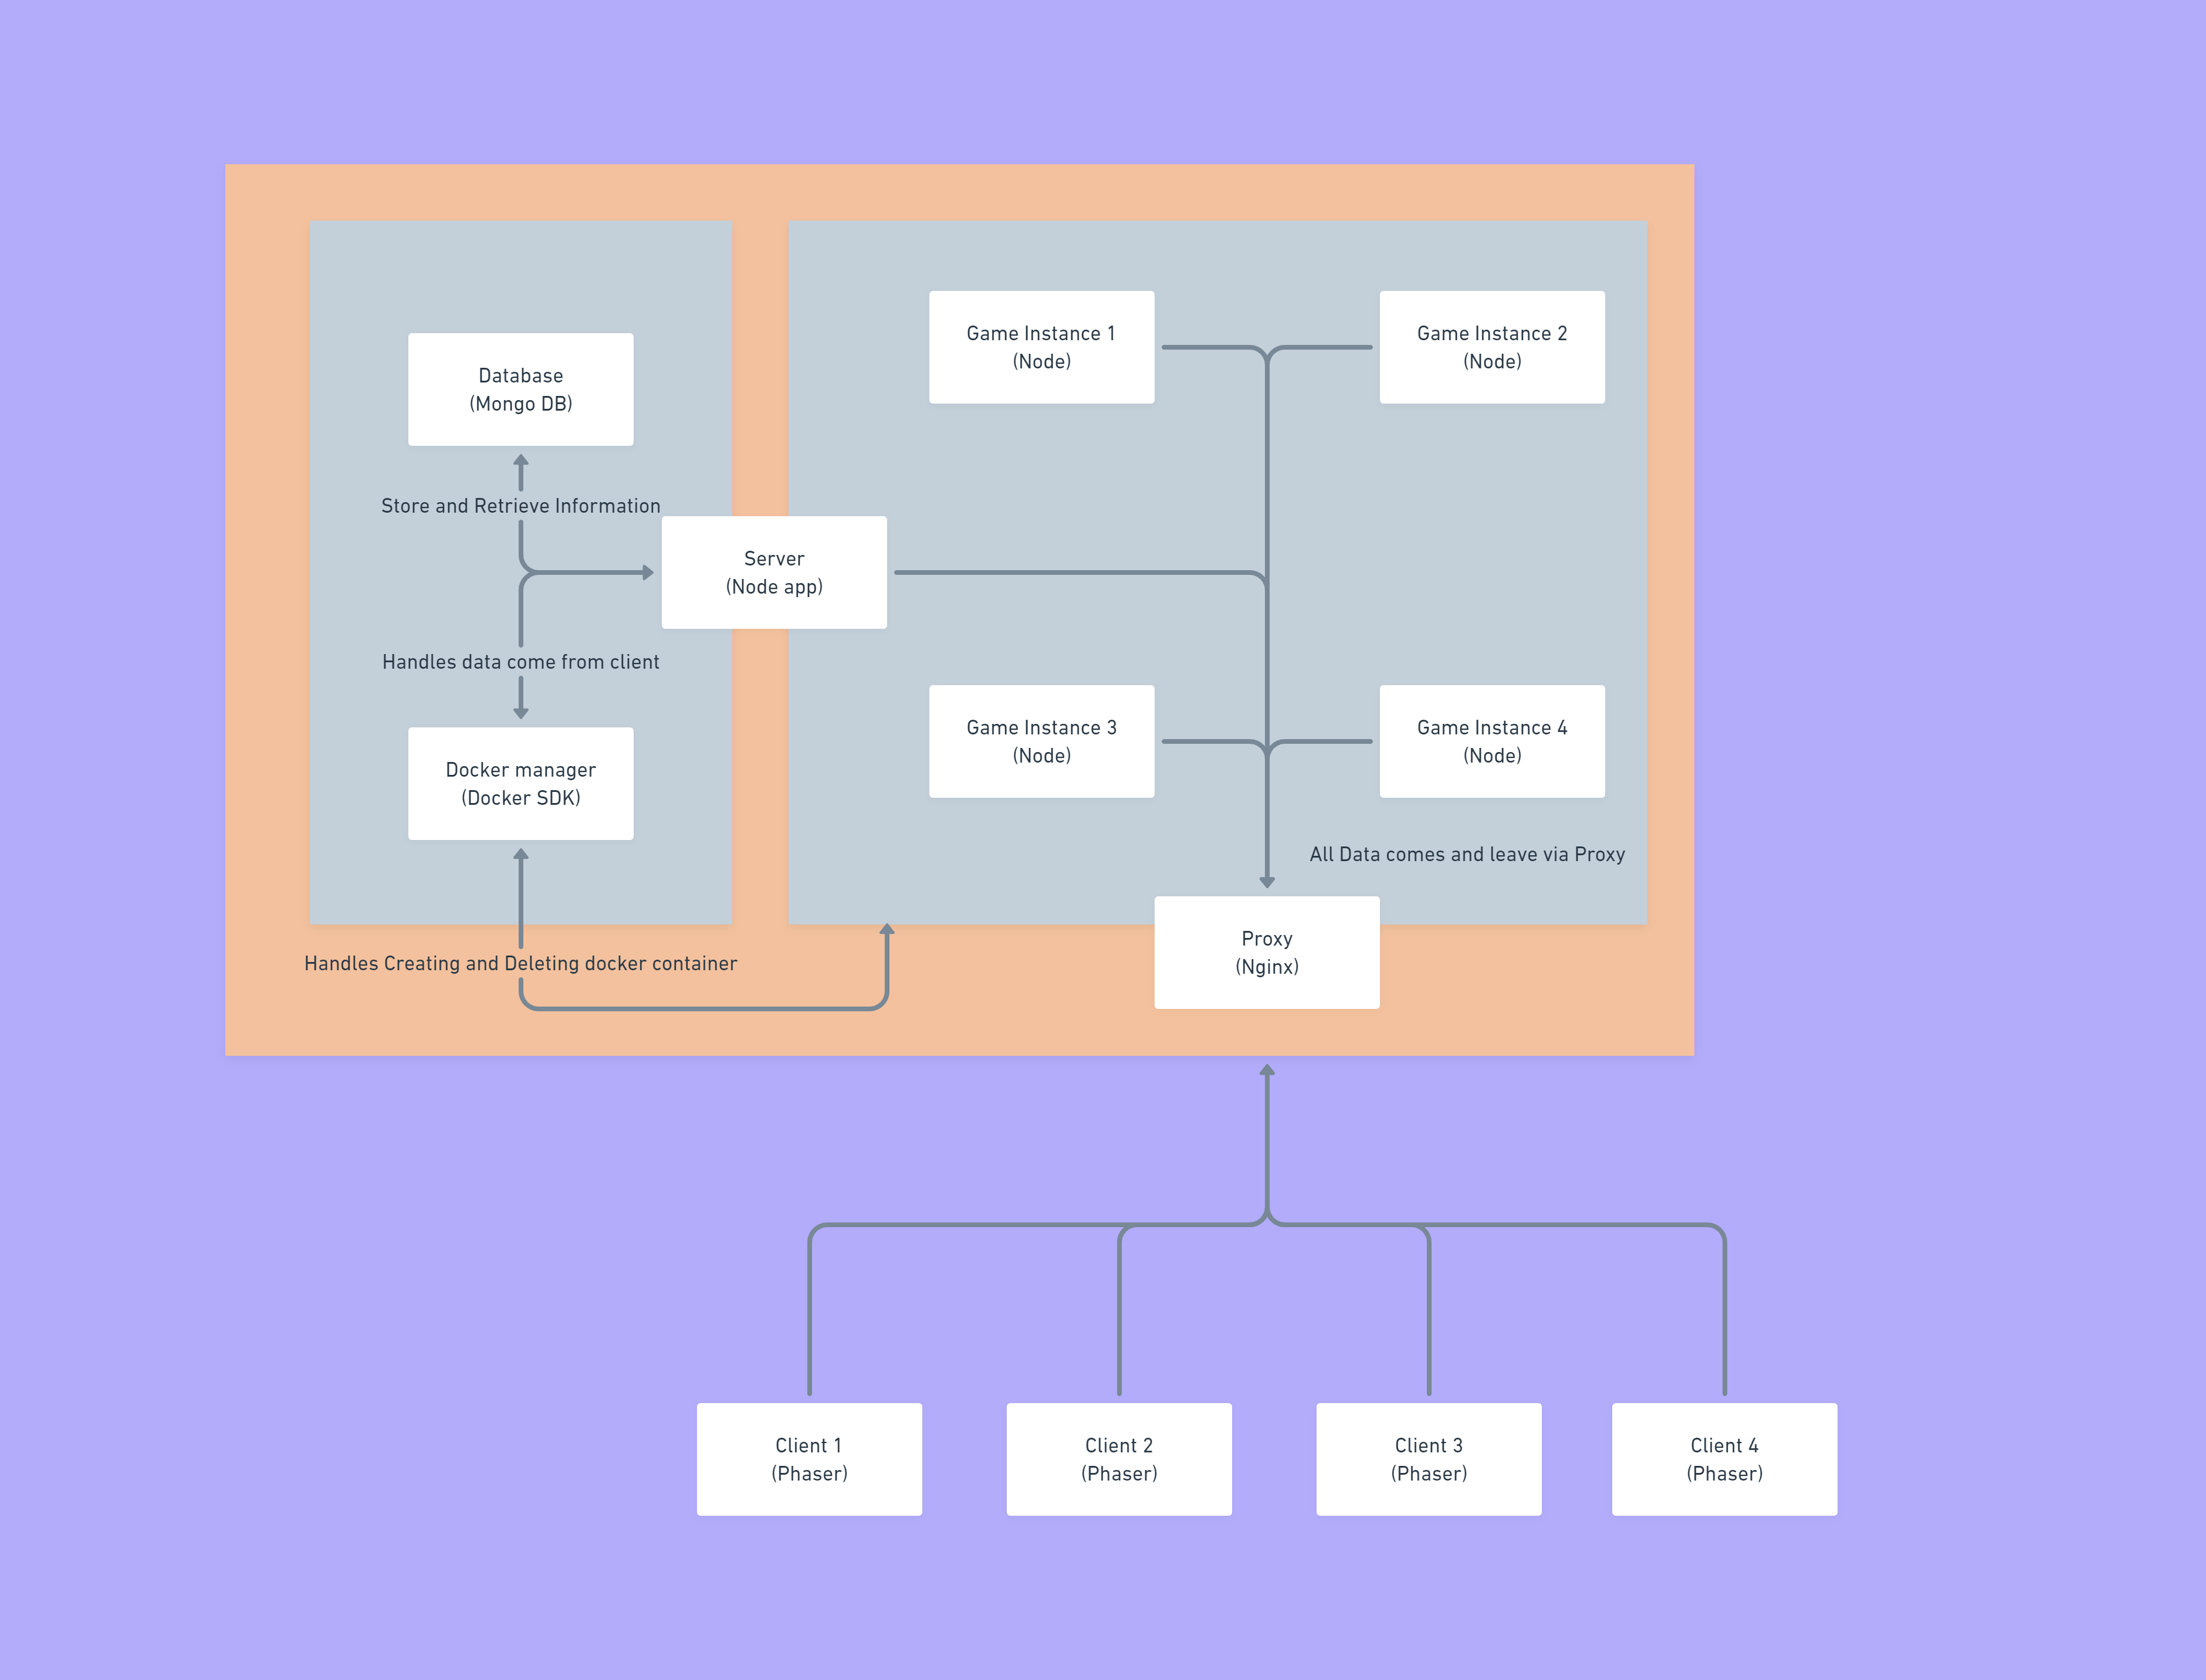 Database
(Mongo DB)
Store and Retrieve Information
Server
(Node app)
Handles data come from client
Docker manager
(Docker SDK)
Handles Creating and Deleting docker container
Game Instance 1
(Node)
Game Instance 2
(Node)
Game Instance 3
(Node)
Game Instance 4
(Node)
All Data comes and leave via Proxy
Proxy
(Nginx)
Client 1
(Phaser)
Client 2
(Phaser)
Client 3
(Phaser)
Client 4
(Phaser)